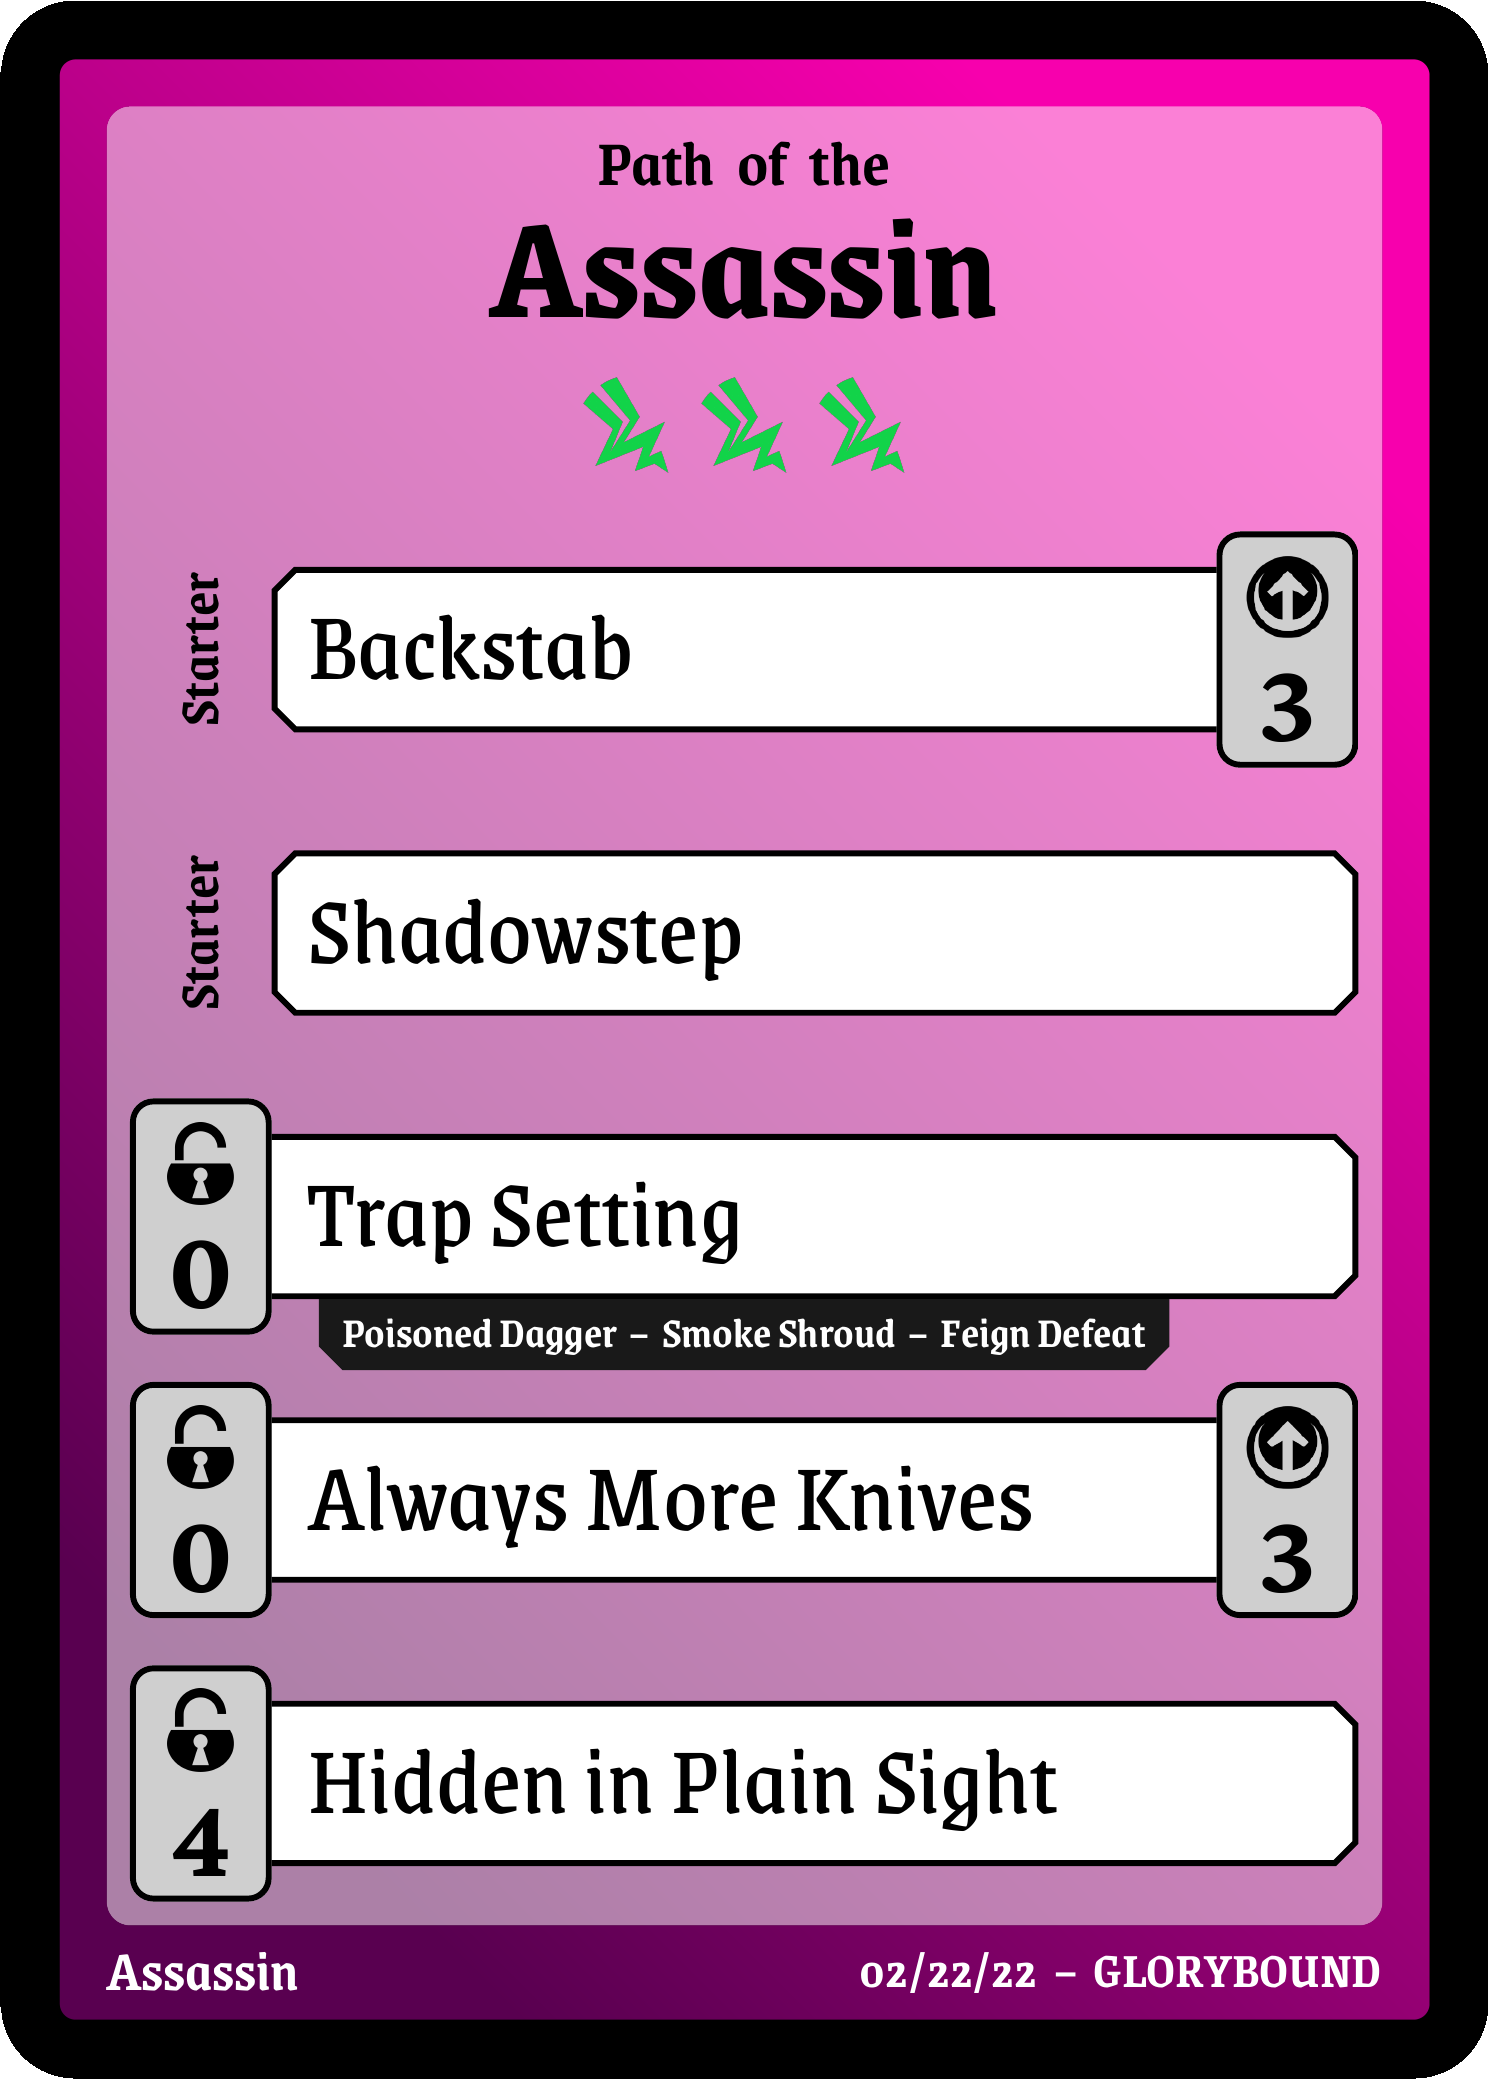 Path of the
Assassin
Starter
Backstab
3
Starter
Shadowstep
0
Trap Setting
Poisoned Dagger – Smoke Shroud – Feign Defeat
0
Always More Knives
3
4
Hidden in Plain Sight
Assassin
02/22/22 – GLORYBOUND